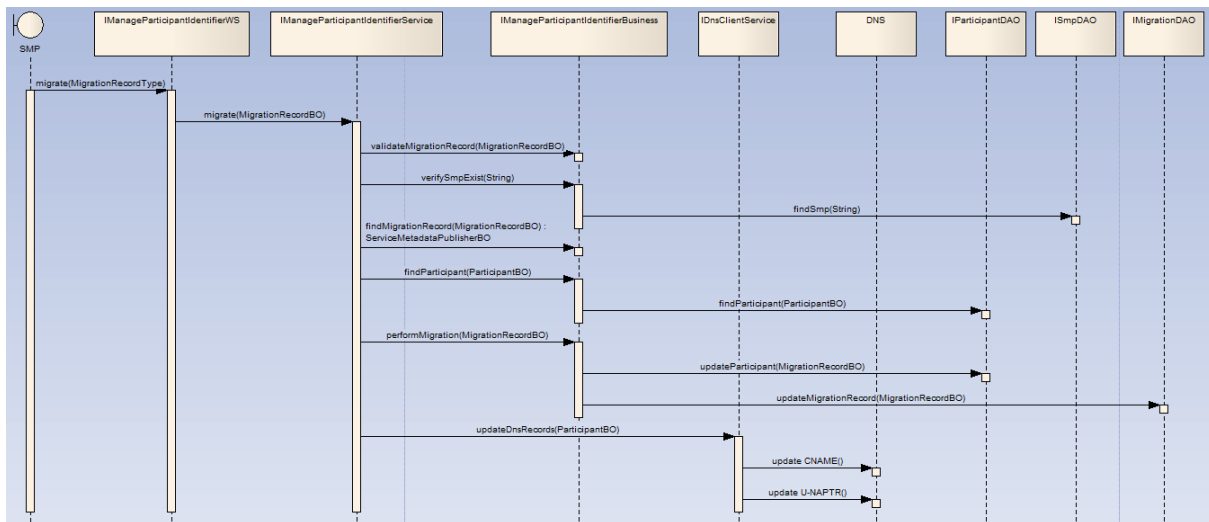 IManageParticipantIdentifierWS
IManageParticipantIdentifierService
IManageParticipantIdentifierBusiness
IDnsClientService
DNS
IParticipantDAO
ISmpDAO
IMigrationDAO
SMP
migrate(MigrationRecordType)
migrate(MigrationRecordBO)
validateMigrationRecord(MigrationRecordBO)
verifySmpExist(String)
findSmp(String)
findMigrationRecord(MigrationRecordBO) :
ServiceMetadataPublisherBO
findParticipant(ParticipantBO)
findParticipant(ParticipantBO)
performMigration(MigrationRecordBO)
updateParticipant(MigrationRecordBO)
updateMigrationRecord(MigrationRecordBO)
updateDnsRecords(ParticipantBO)
update CNAME()
update U-NAPTR()